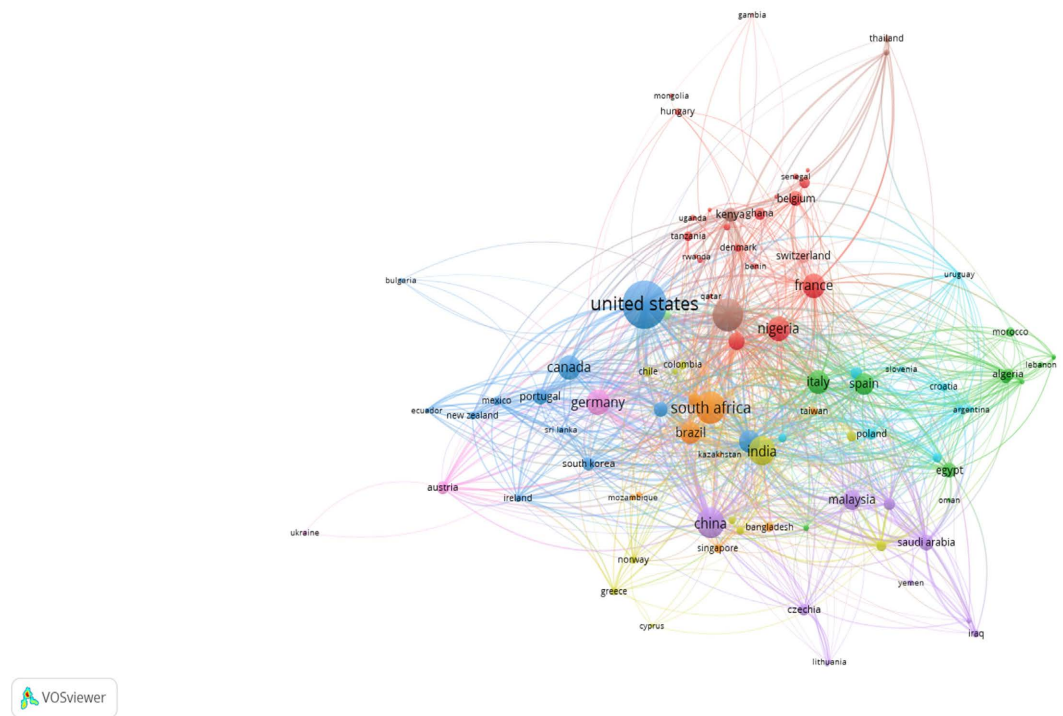 gambia
thailand
mongolia
hungary
senegal
belgium
uganda
kenya
ghana
tanzania
denmark
switzerland
rwanda
benin
uruguay
bulgaria
france
qatar
united states
nigeria
morocco
canada
chile
colombia
slovenia
lebanon
algeria
italy
spain
croatia
mexico
portugal
germany
ecuador
new zealand
south africa
taiwan
argentina
sri lanka
brazil
poland
kazakhstan
india
south korea
egypt
austria
ireland
mozambique
malaysia
oman
ukraine
china
bangladesh
singapore
saudi arabia
norway
greece
yemen
czechia
cyprus
iraq
lithuania
VOSviewer